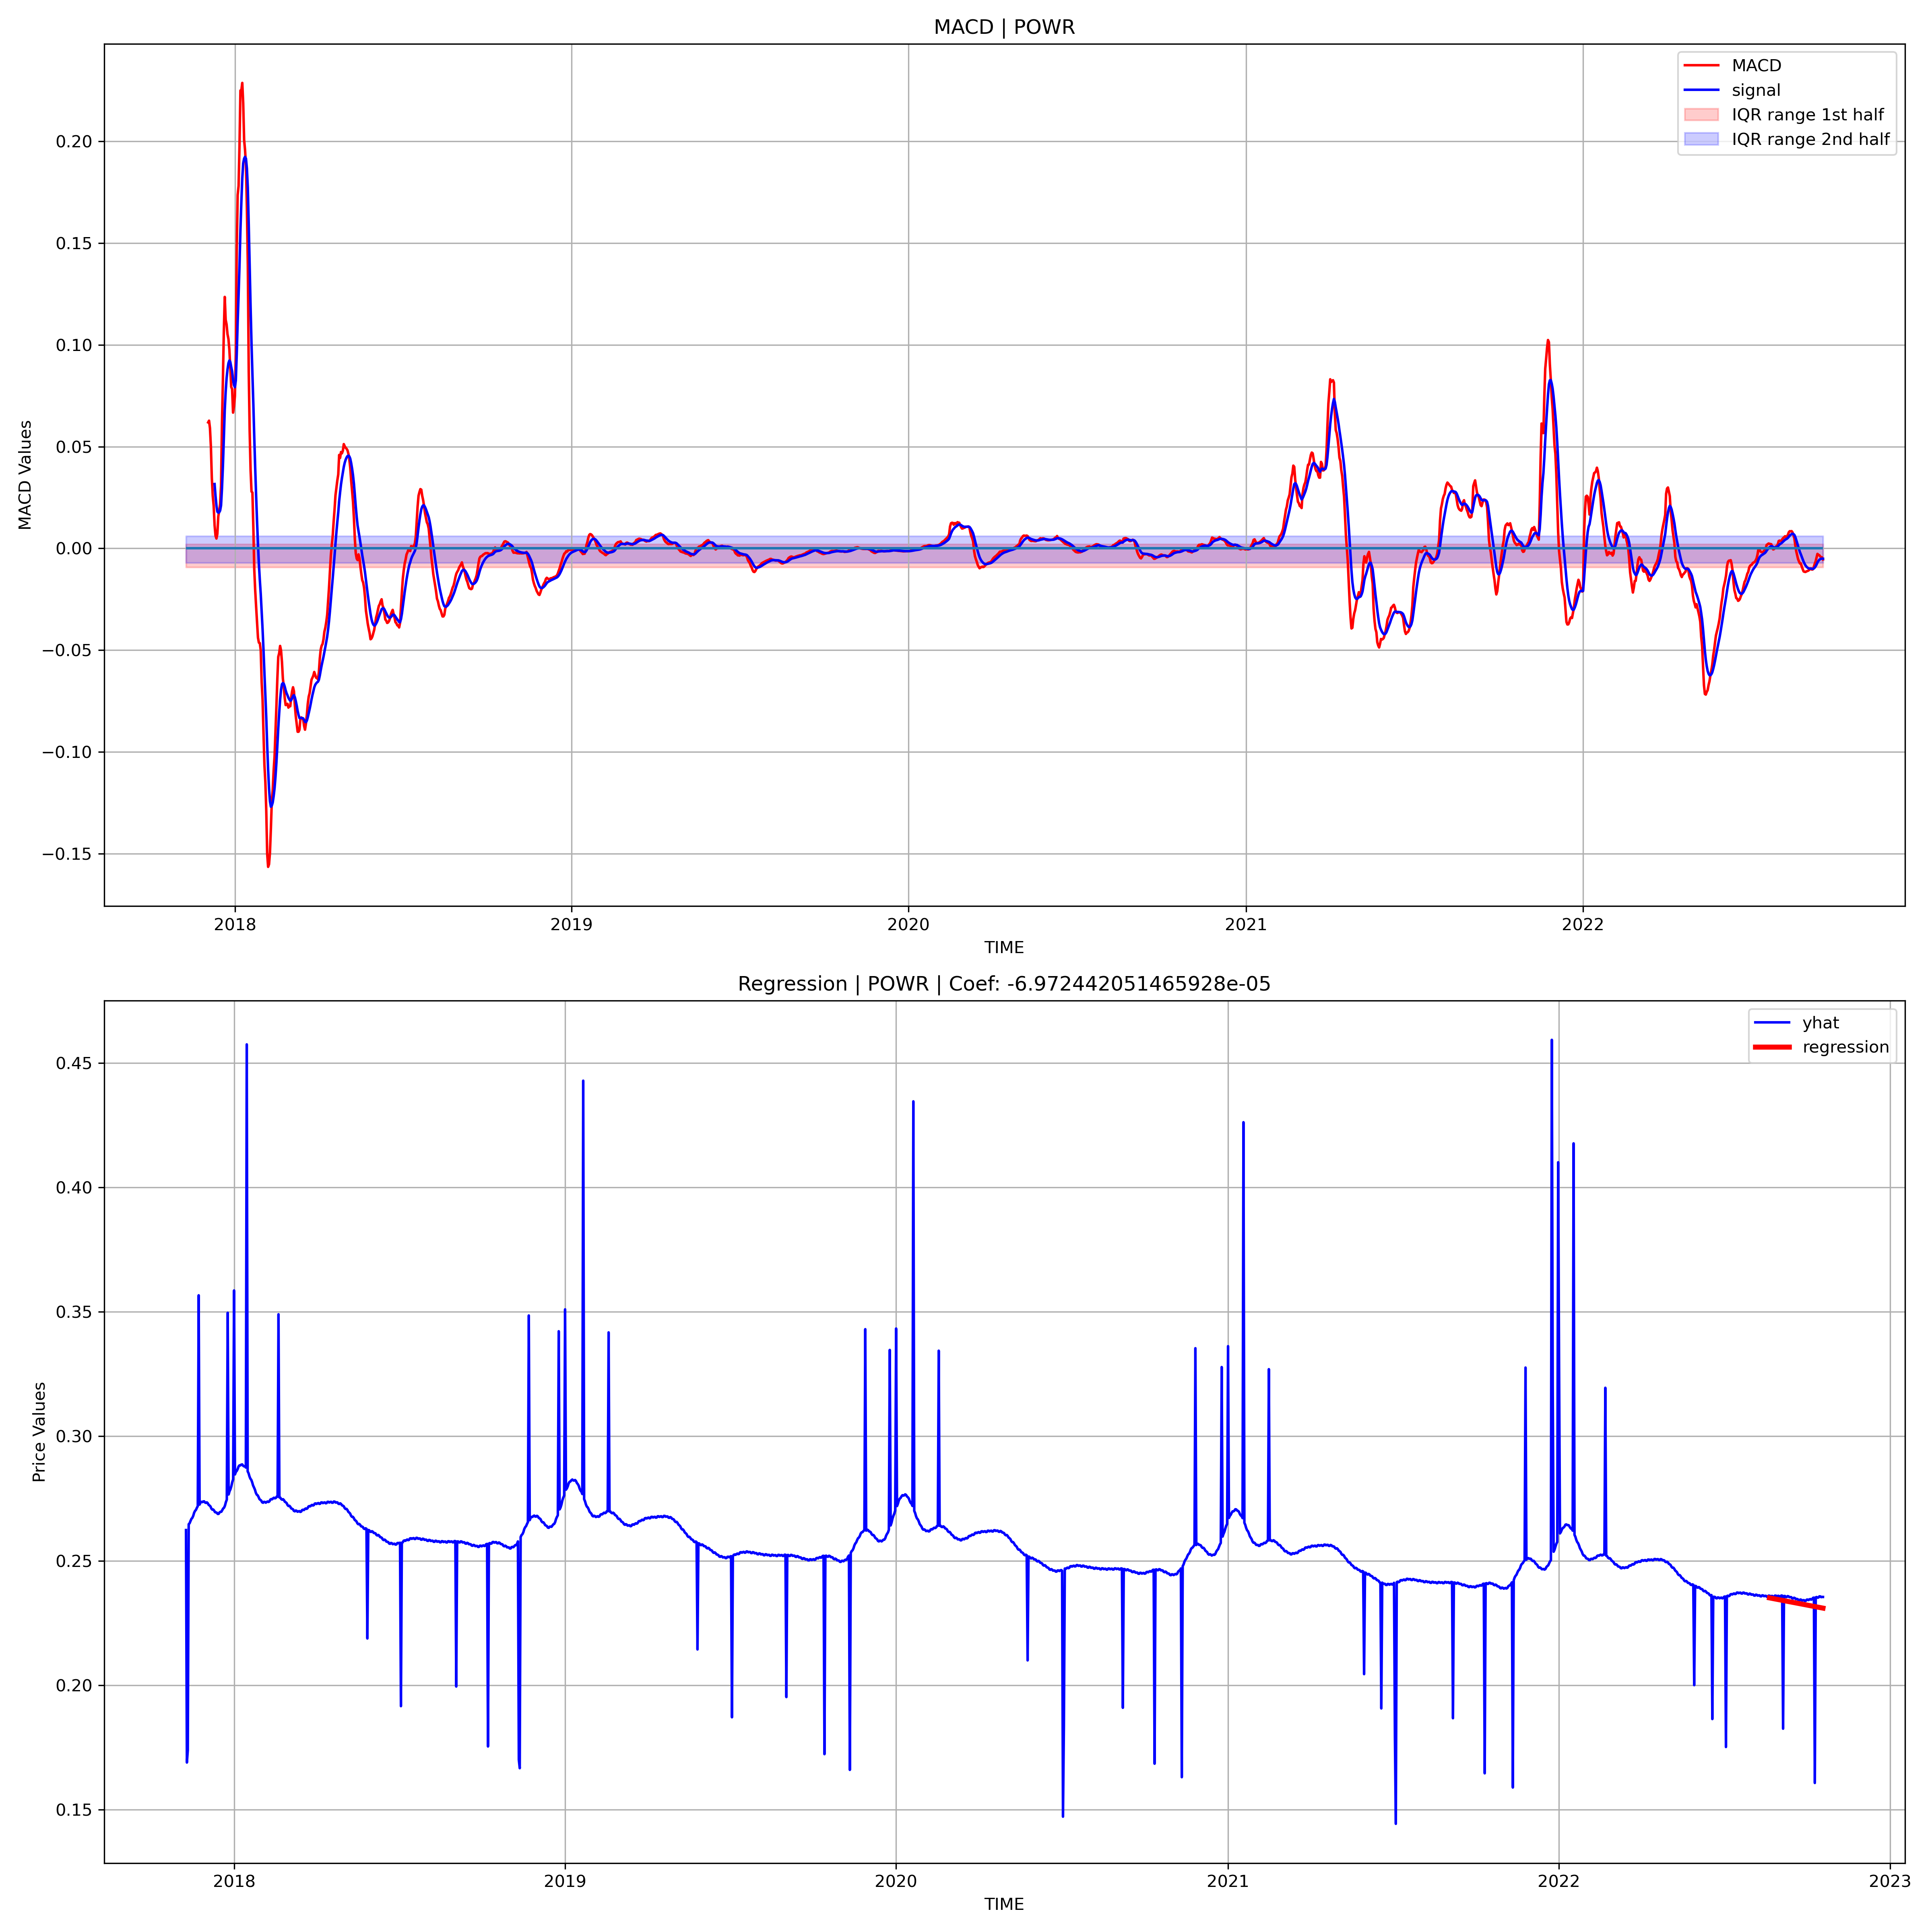 MACD | POWR
MACD
signal
IQR range 1st half
IQR range 2nd half
MACD Values
0.20
0.15
0.10
0.05
0.00
−0.05
−0.10
−0.15
2018 2019 2020 2021 2022
TIME
Regression | POWR | Coef: -6.972442051465928e-05
yhat
regression
Price Values
0.45
0.40
0.35
0.30
0.25
0.20
0.15
2018 2019 2020 2021 2022 2023
TIME